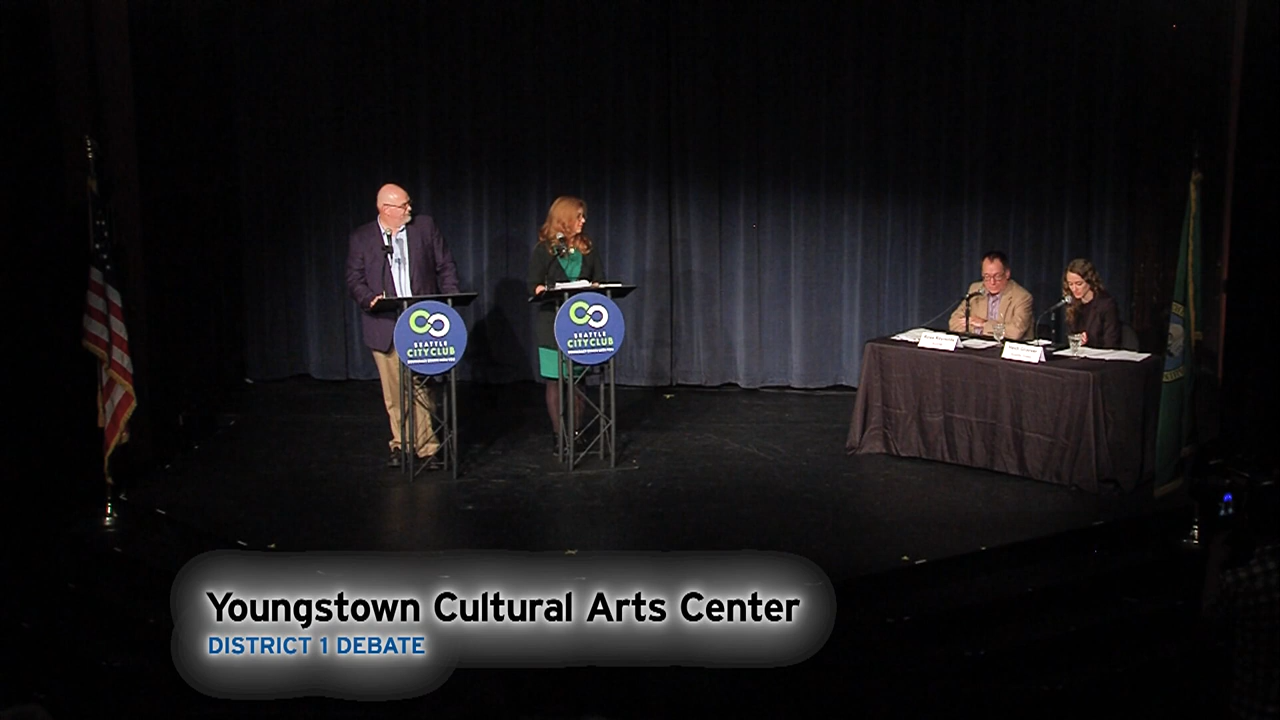 SEATTLE
CITYCLUB
SEATTLE
CITYCLUB
Youngstown Cultural Arts Center
DISTRICT 1 DEBATE